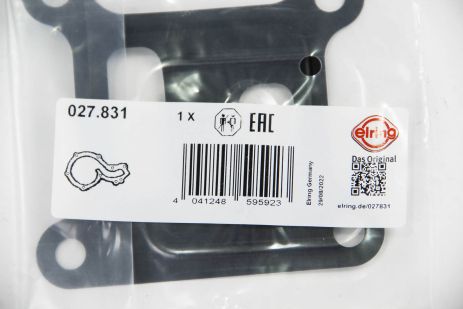 027.831
1 X
EAC
elring
Das Original
4 041248 595923
Elring Germany
29/08/2022
elring.de/027831